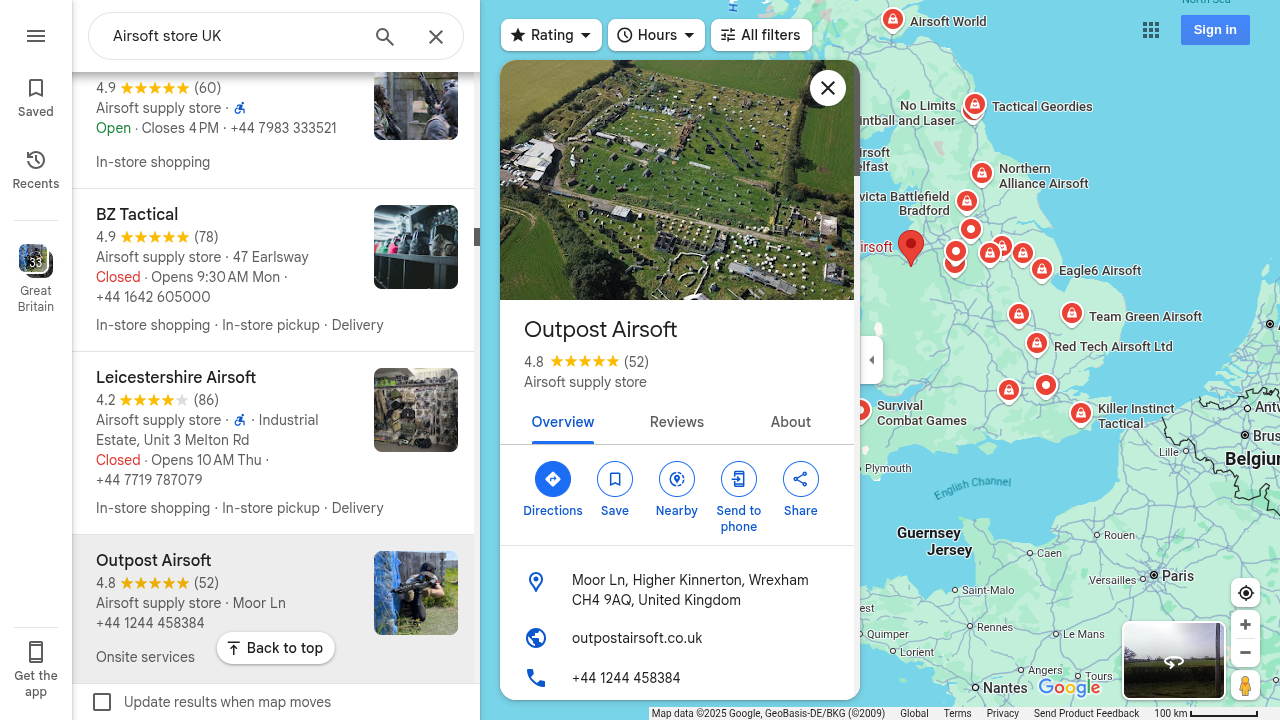 Airsoft store UK
Saved
Recents
33
Great
Britain
Get the
app
4.9 (60)
Airsoft supply store ·
Open · Closes 4 PM · +44 7983 333521
In-store shopping
BZ Tactical
4.9 (78)
Airsoft supply store · 47 Earlsway
Closed · Opens 9:30 AM Mon ·
+44 1642 605000
In-store shopping · In-store pickup · Delivery
Leicestershire Airsoft
4.2 (86)
Airsoft supply store · · Industrial
Estate, Unit 3 Melton Rd
Closed · Opens 10 AM Thu ·
+44 7719 787079
In-store shopping · In-store pickup · Delivery
Outpost Airsoft
4.8 (52)
Airsoft supply store · Moor Ln
+44 1244 458384
Onsite services
Back to top
Update results when map moves
Rating
Hours
All filters
Sign in
Outpost Airsoft
4.8 (52)
Airsoft supply store
Overview
Reviews
About
Directions
Save
Nearby
Send to
phone
Share
Moor Ln, Higher Kinnerton, Wrexham
CH4 9AQ, United Kingdom
outpostairsoft.co.uk
+44 1244 458384
Airsoft World
No Limits
intball and Laser
Tactical Geordies
irsoft
elfast
Northern
Alliance Airsoft
victa Battlefield
Bradford
irsoft
Eagle6 Airsoft
Team Green Airsoft
Red Tech Airsoft Ltd
Survival
Combat Games
Killer Instinct
Tactical
Antw
Brus
Lille
Belgiun
Plymouth
English Channel
Guernsey
Jersey
Rouen
Caen
Versailles
Paris
Saint-Malo
est
Quimper
Rennes
Le Mans
Lorient
Angers
Tours
Nantes
Google
Map data ©2025 Google, GeoBasis-DE/BKG (©2009)
Global
Terms
Privacy
Send Product Feedback
100 km